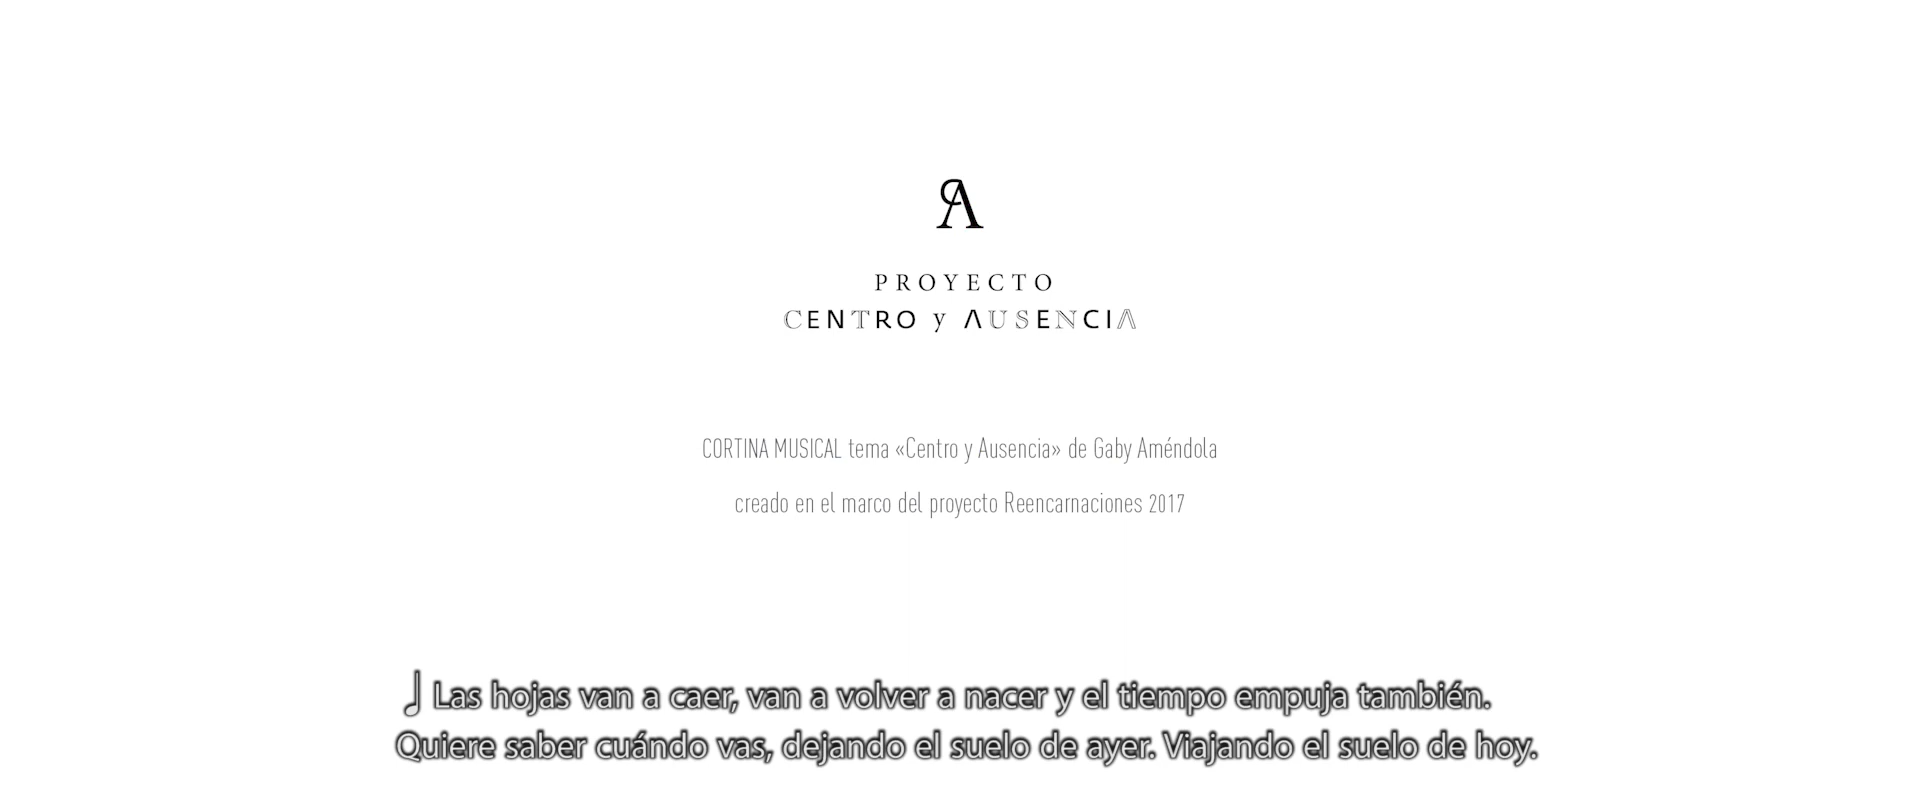 CA
PROYECTO
CENTRO y AUSENCIA
CORTINA MUSICAL tema «Centro y Ausencia» de Gaby Améndola
creado en el marco del proyecto Reencarnaciones 2017
♩ Las hojas van a caer, van a volver a nacer y el tiempo empuja también.
Quiere saber cuándo vas, dejando el suelo de ayer. Viajando el suelo de hoy.